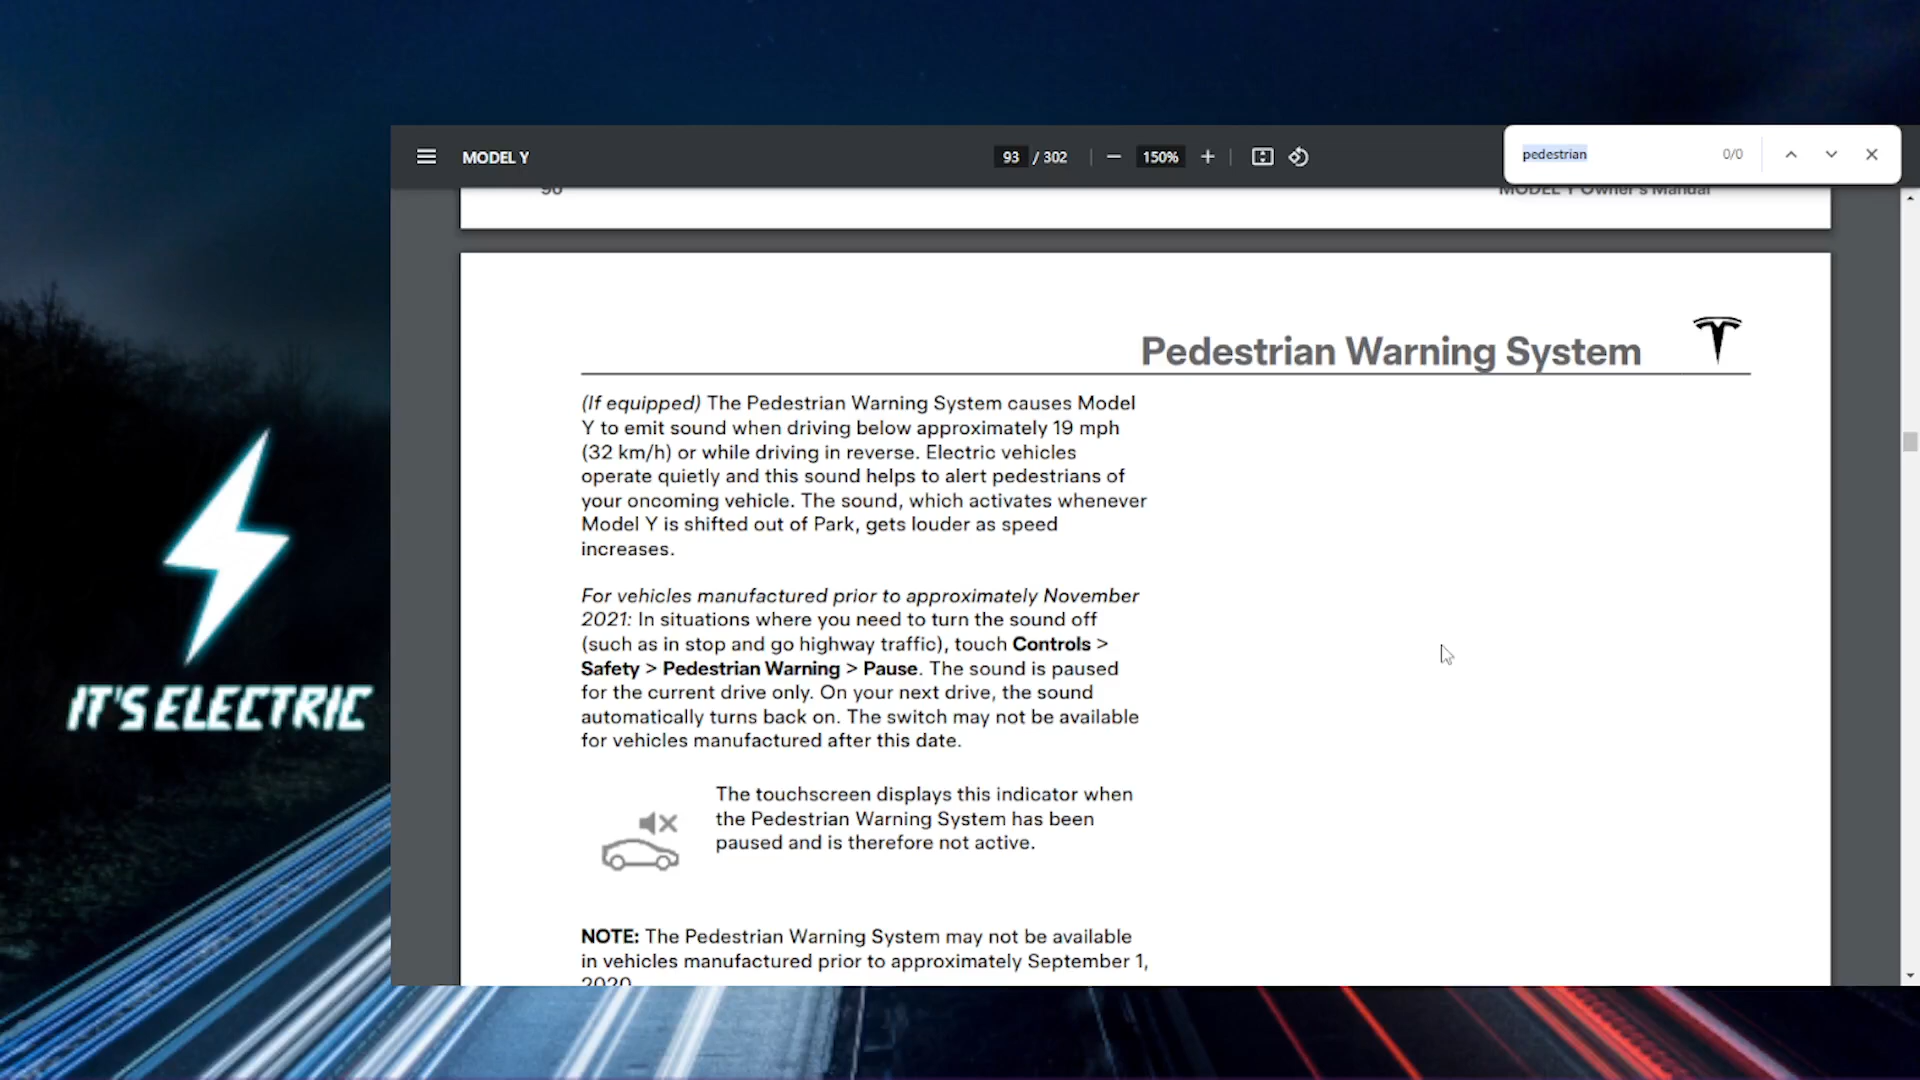 MODEL Y
93 / 302
150%
pedestrian
0/0
90
MODEL Y Owner's Manual
Pedestrian Warning System
(If equipped) The Pedestrian Warning System causes Model
Y to emit sound when driving below approximately 19 mph
(32 km/h) or while driving in reverse. Electric vehicles
operate quietly and this sound helps to alert pedestrians of
your oncoming vehicle. The sound, which activates whenever
Model Y is shifted out of Park, gets louder as speed
increases.
For vehicles manufactured prior to approximately November
2021: In situations where you need to turn the sound off
(such as in stop and go highway traffic), touch Controls >
Safety > Pedestrian Warning > Pause. The sound is paused
for the current drive only. On your next drive, the sound
automatically turns back on. The switch may not be available
for vehicles manufactured after this date.
The touchscreen displays this indicator when
the Pedestrian Warning System has been
paused and is therefore not active.
NOTE: The Pedestrian Warning System may not be available
in vehicles manufactured prior to approximately September 1,
2020
IT'S ELECTRIC